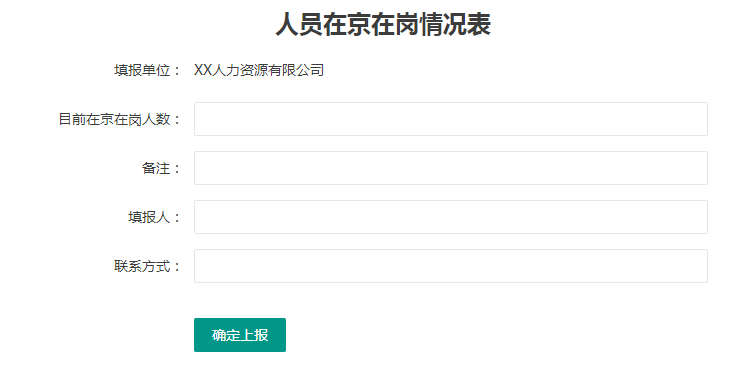 人员在京在岗情况表
填报单位： XX人力资源有限公司
目前在京在岗人数：
备注：
填报人：
联系方式：
确定上报